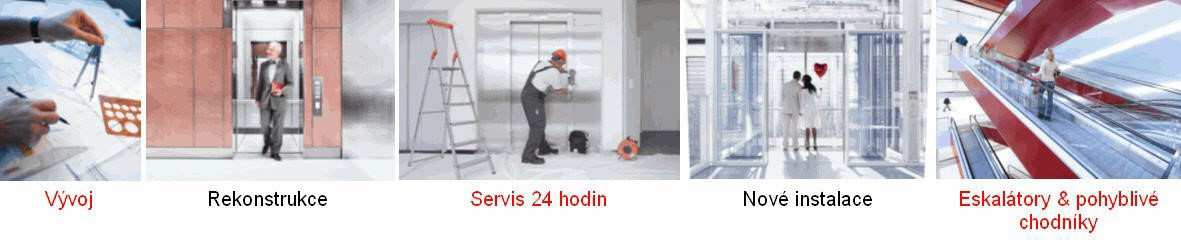 Vývoj
Rekonstrukce
Servis 24 hodin
Nové instalace
Eskalátory & pohyblivé
chodníky